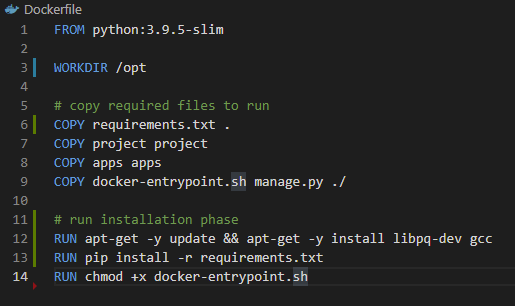 Dockerfile
1 FROM python:3.9.5-slim
2
3 WORKDIR /opt
4
5 # copy required files to run
6 COPY requirements.txt .
7 COPY project project
8 COPY apps apps
9 COPY docker-entrypoint.sh manage.py ./
10
11 # run installation phase
12 RUN apt-get -y update && apt-get -y install libpq-dev gcc
13 RUN pip install -r requirements.txt
14 RUN chmod +x docker-entrypoint.sh